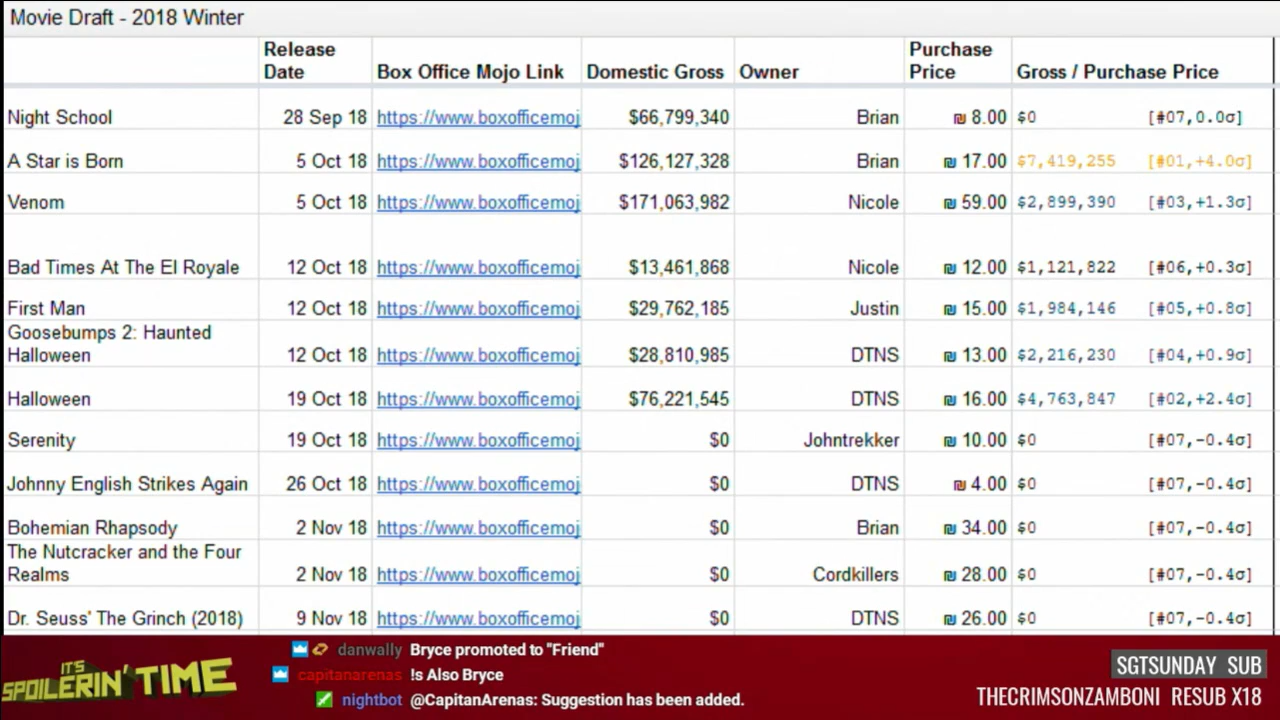 Movie Draft - 2018 Winter
Release Date Box Office Mojo Link Domestic Gross Owner Purchase Price Gross / Purchase Price
Night School 28 Sep 18 https://www.boxofficemoj $66,799,340 Brian ₪ 8.00 $0 [#07,0.0σ]
A Star is Born 5 Oct 18 https://www.boxofficemoj $126,127,328 Brian ₪ 17.00 $7,419,255 [#01,+4.0σ]
Venom 5 Oct 18 https://www.boxofficemoj $171,063,982 Nicole ₪ 59.00 $2,899,390 [#03,+1.3σ]
Bad Times At The El Royale 12 Oct 18 https://www.boxofficemoj $13,461,868 Nicole ₪ 12.00 $1,121,822 [#06,+0.3σ]
First Man 12 Oct 18 https://www.boxofficemoj $29,762,185 Justin ₪ 15.00 $1,984,146 [#05,+0.8σ]
Goosebumps 2: Haunted
Halloween 12 Oct 18 https://www.boxofficemoj $28,810,985 DTNS ₪ 13.00 $2,216,230 [#04,+0.9σ]
Halloween 19 Oct 18 https://www.boxofficemoj $76,221,545 DTNS ₪ 16.00 $4,763,847 [#02,+2.4σ]
Serenity 19 Oct 18 https://www.boxofficemoj $0 Johntrekker ₪ 10.00 $0 [#07,-0.4σ]
Johnny English Strikes Again 26 Oct 18 https://www.boxofficemoj $0 DTNS ₪ 4.00 $0 [#07,-0.4σ]
Bohemian Rhapsody 2 Nov 18 https://www.boxofficemoj $0 Brian ₪ 34.00 $0 [#07,-0.4σ]
The Nutcracker and the Four
Realms 2 Nov 18 https://www.boxofficemoj $0 Cordkillers ₪ 28.00 $0 [#07,-0.4σ]
Dr. Seuss' The Grinch (2018) 9 Nov 18 https://www.boxofficemoj $0 DTNS ₪ 26.00 $0 [#07,-0.4σ]
IT'S
SPOILERIN' TIME
danwally Bryce promoted to "Friend"
capitanarenas !s Also Bryce
nightbot @CapitanArenas: Suggestion has been added.
SGTSUNDAY SUB
THECRIMSONZAMBONI RESUB X18